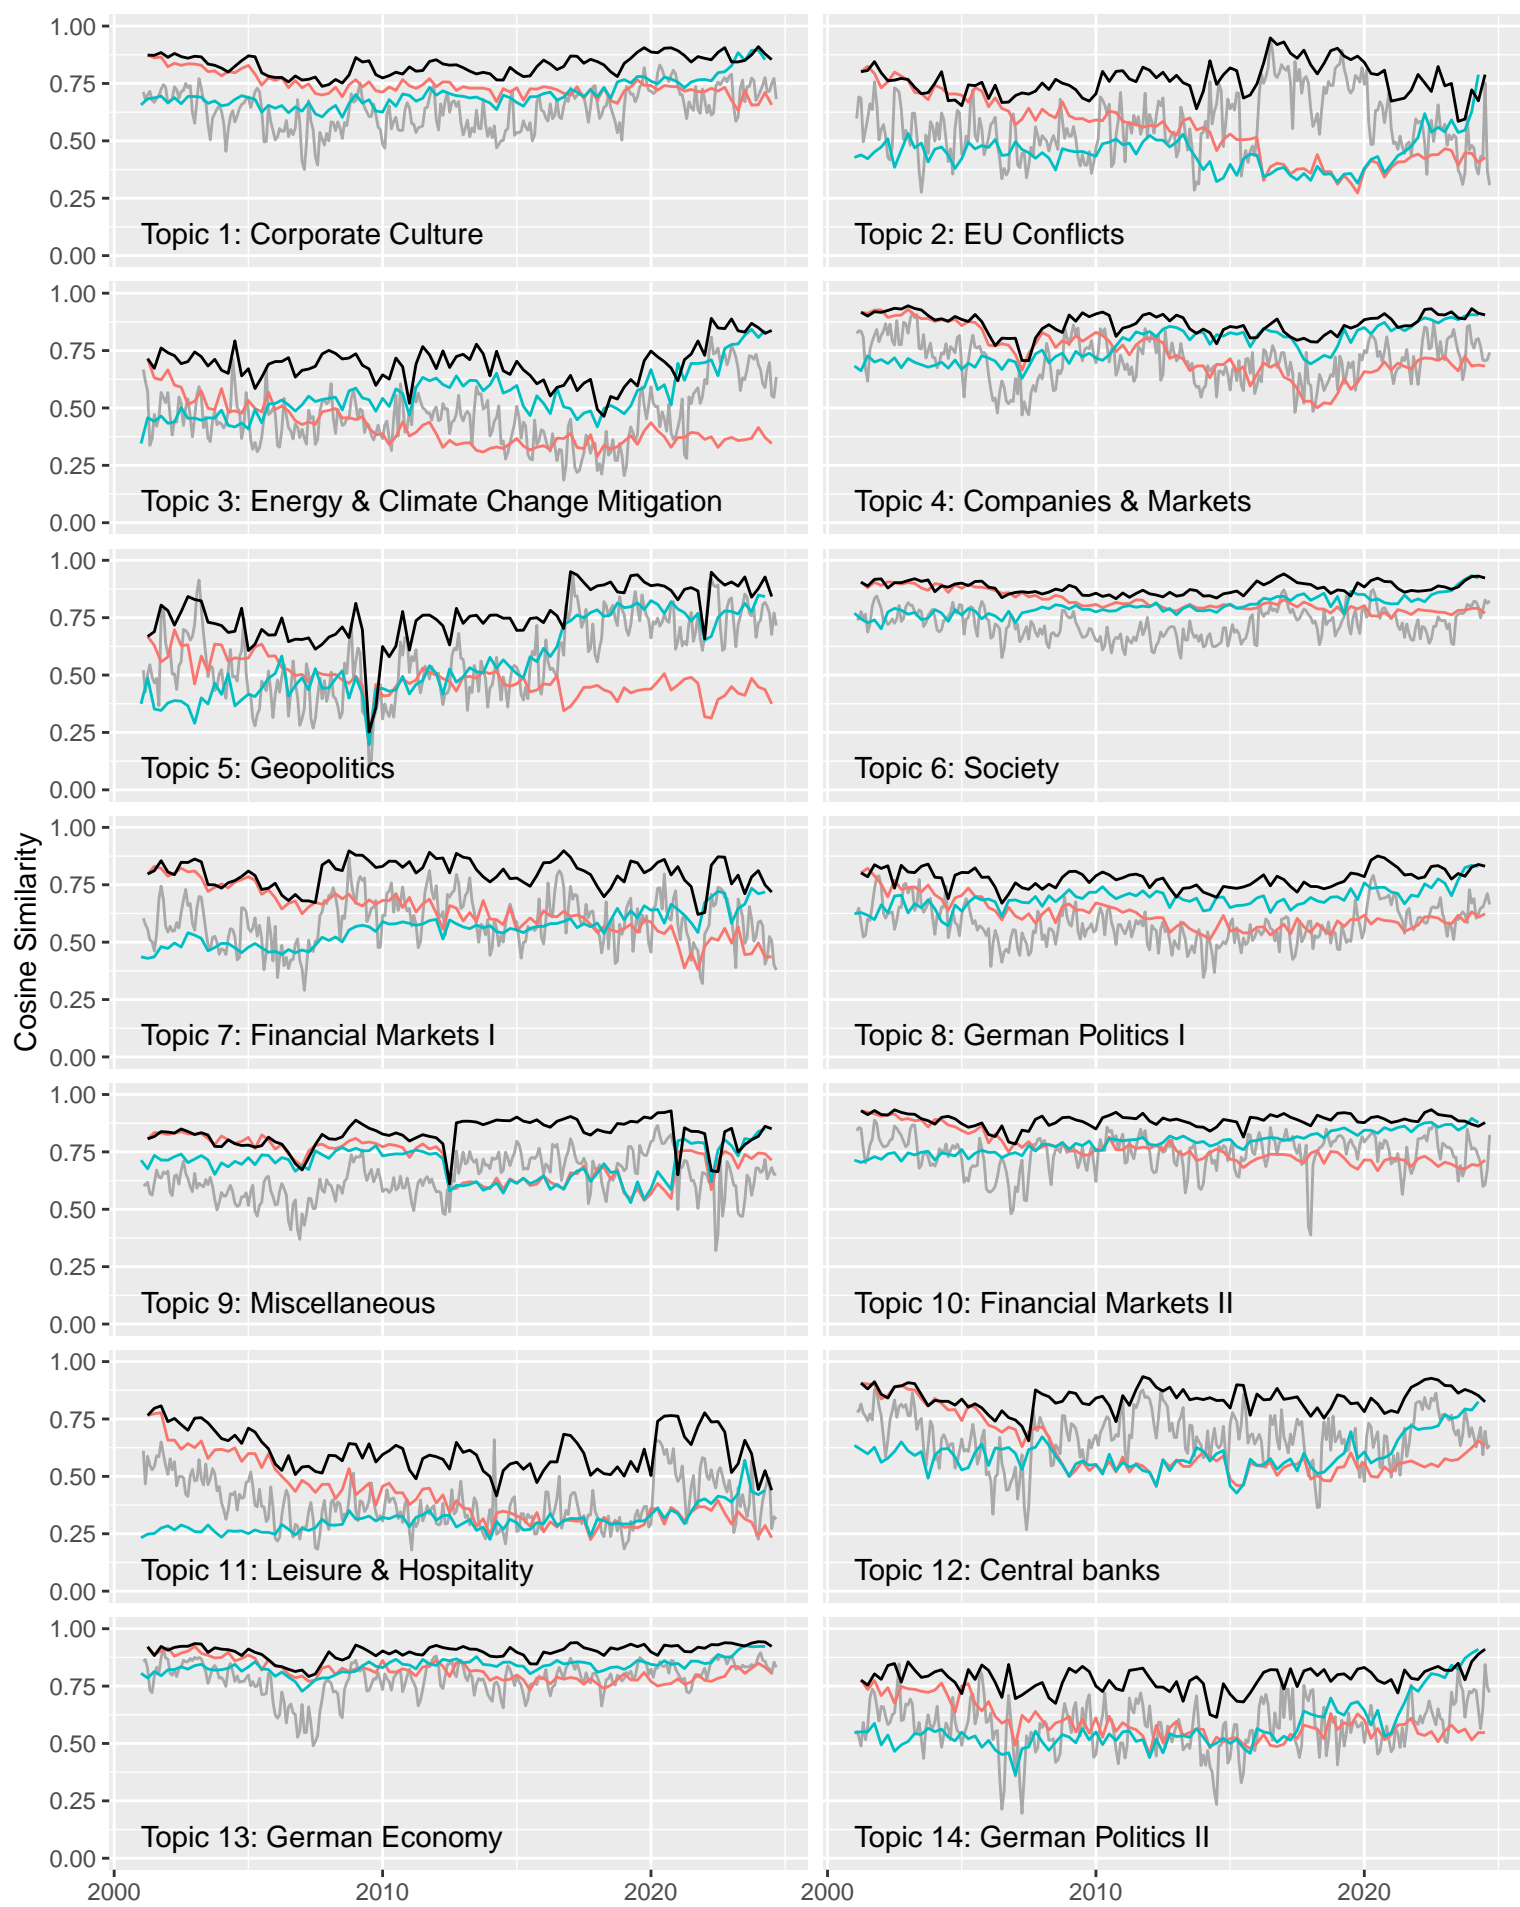 1.00
0.75
0.50
0.25
0.00
Topic 1: Corporate Culture
Topic 2: EU Conflicts
1.00
0.75
0.50
0.25
0.00
Topic 3: Energy & Climate Change Mitigation
Topic 4: Companies & Markets
1.00
0.75
0.50
0.25
0.00
Topic 5: Geopolitics
Topic 6: Society
Cosine Similarity
1.00
0.75
0.50
0.25
0.00
Topic 7: Financial Markets I
Topic 8: German Politics I
1.00
0.75
0.50
0.25
0.00
Topic 9: Miscellaneous
Topic 10: Financial Markets II
1.00
0.75
0.50
0.25
0.00
Topic 11: Leisure & Hospitality
Topic 12: Central banks
1.00
0.75
0.50
0.25
0.00
Topic 13: German Economy
Topic 14: German Politics II
2000 2010 2020 2000 2010 2020